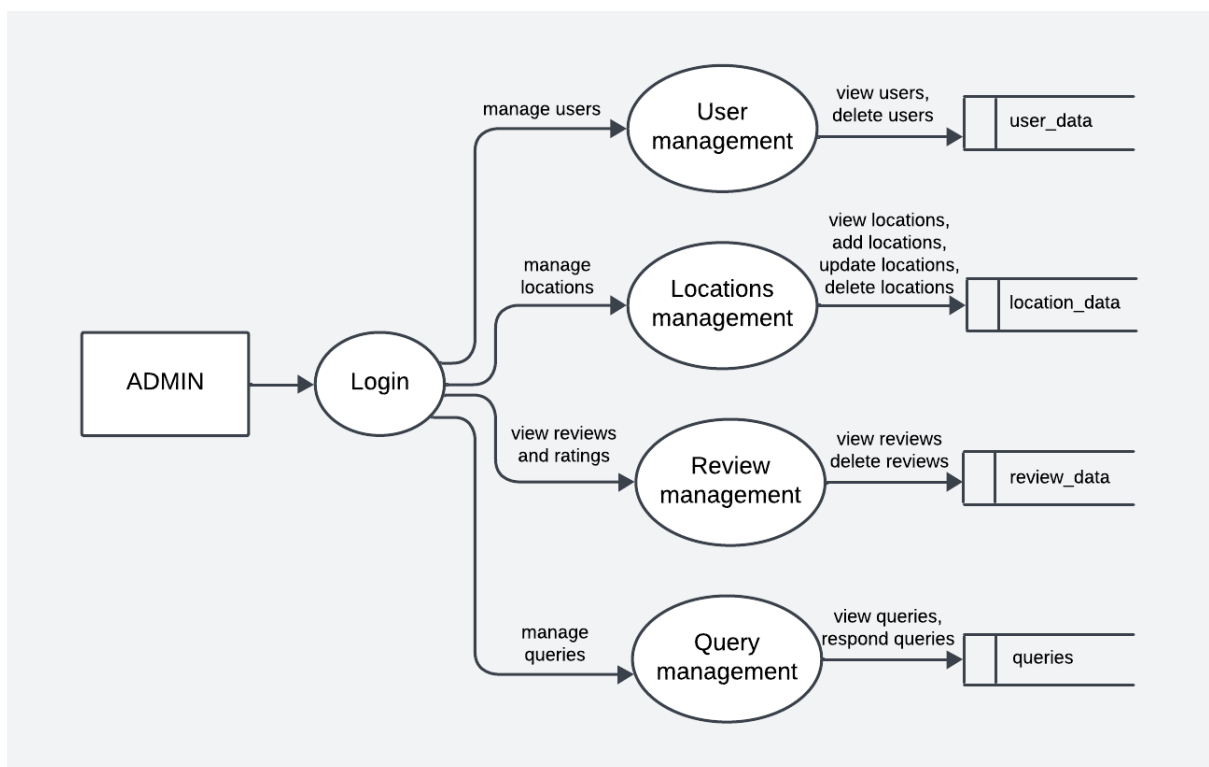 manage users
User
management
view users,
delete users
user_data
manage
locations
Locations
management
view locations,
add locations,
update locations,
delete locations
location_data
ADMIN
Login
view reviews
and ratings
Review
management
view reviews
delete reviews
review_data
manage
queries
Query
management
view queries,
respond queries
queries